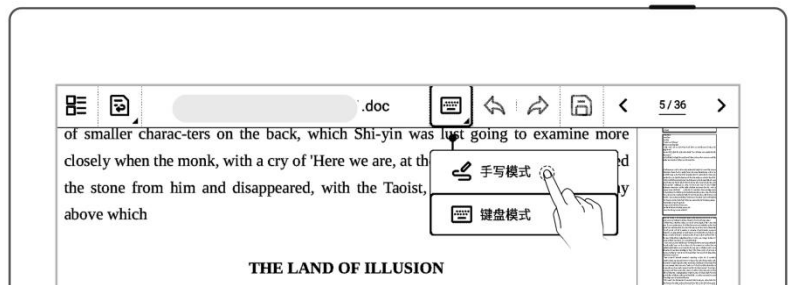 .doc
5 / 36
of smaller charac-ters on the back, which Shi-yin was lust going to examine more
closely when the monk, with a cry of 'Here we are, at th
the stone from him and disappeared, with the Taoist,
above which
手写模式
键盘模式
THE LAND OF ILLUSION